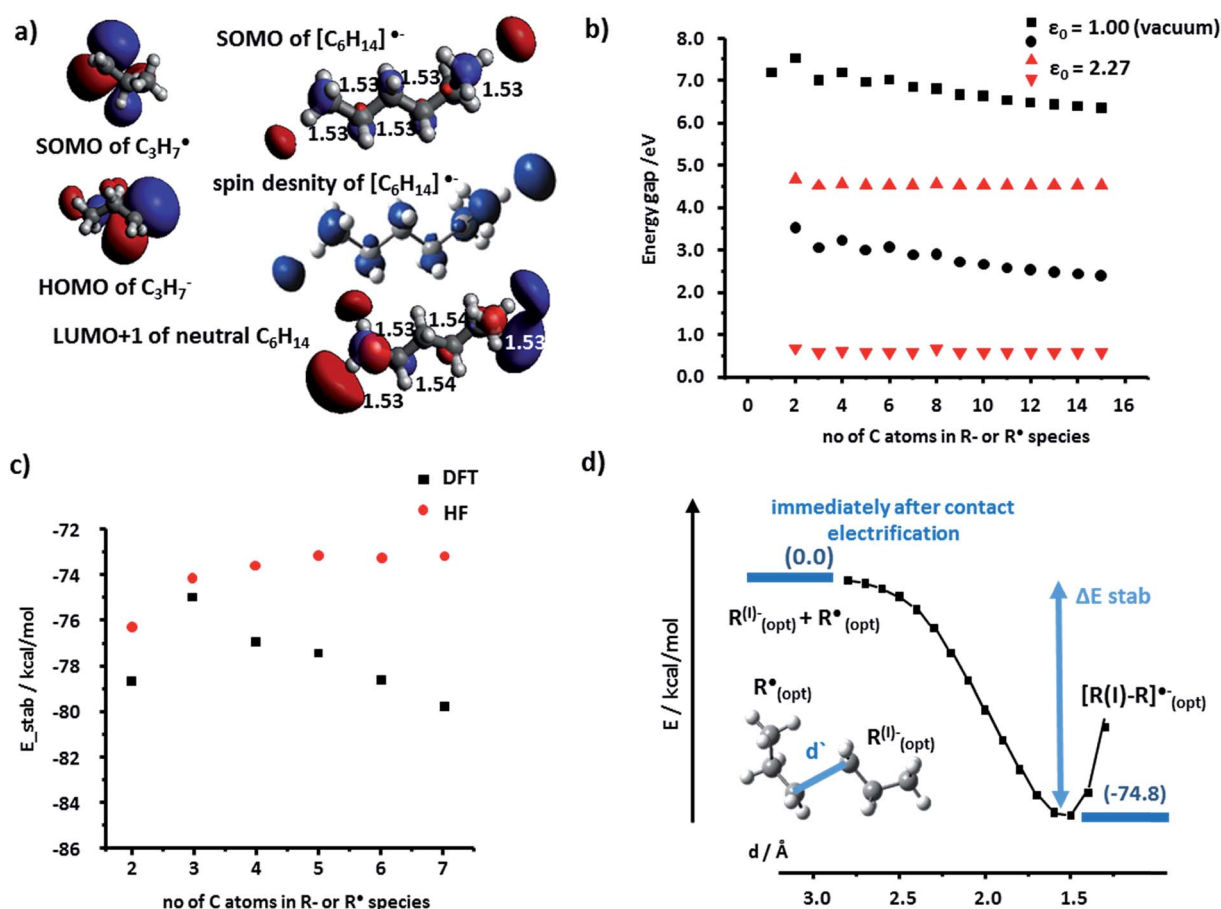 a)
SOMO of C₃H₇•
HOMO of C₃H₇⁻
SOMO of [C₆H₁₄]•⁻
1.53 1.53
1.53
1.53 1.53
spin desnity of [C₆H₁₄]•⁻
LUMO+1 of neutral C₆H₁₄
1.53 1.54
1.53
1.54
1.53
b)
ε₀ = 1.00 (vacuum)
ε₀ = 2.27
Energy gap /eV
8.0
7.0
6.0
5.0
4.0
3.0
2.0
1.0
0.0
0 2 4 6 8 10 12 14 16
no of C atoms in R- or R• species
c)
DFT
HF
E_stab / kcal/mol
-72
-74
-76
-78
-80
-82
-84
-86
2 3 4 5 6 7
no of C atoms in R- or R• species
d)
immediately after contact
electrification
(0.0)
R⁽ᴵ⁾⁻(opt) + R•(opt)
ΔE stab
E / kcal/mol
R•(opt)
R⁽ᴵ⁾⁻(opt)
d`
[R(I)-R]•⁻(opt)
(-74.8)
d / Å
3.0 2.5 2.0 1.5